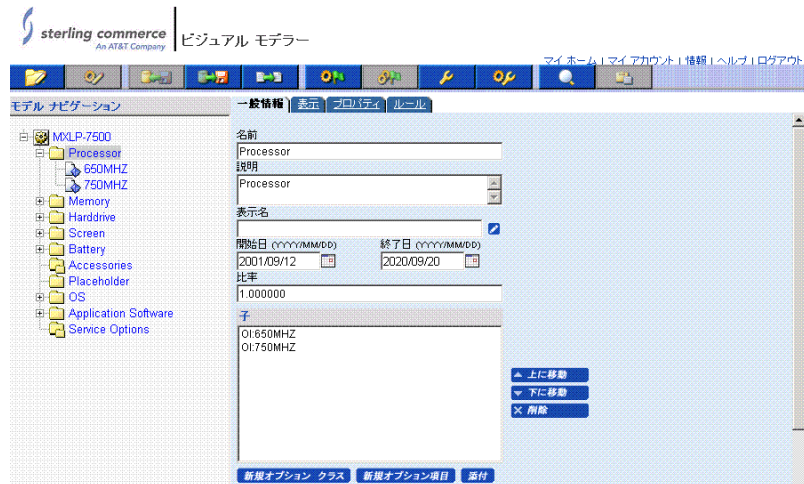 sterling commerce
An AT&T Company
ビジュアル モデラー
マイ ホーム | マイ アカウント | 情報 | ヘルプ | ログアウト
モデル ナビゲーション
MXLP-7500
Processor
650MHZ
750MHZ
Memory
Harddrive
Screen
Battery
Accessories
Placeholder
OS
Application Software
Service Options
一般情報 表示 プロパティ ルール
名前
Processor
説明
Processor
表示名
開始日 (YYYY/MM/DD) 終了日 (YYYY/MM/DD)
2001/09/12 2020/09/20
比率
1.000000
子
OI:650MHZ
OI:750MHZ
上に移動
下に移動
削除
新規オプション クラス 新規オプション項目 添付